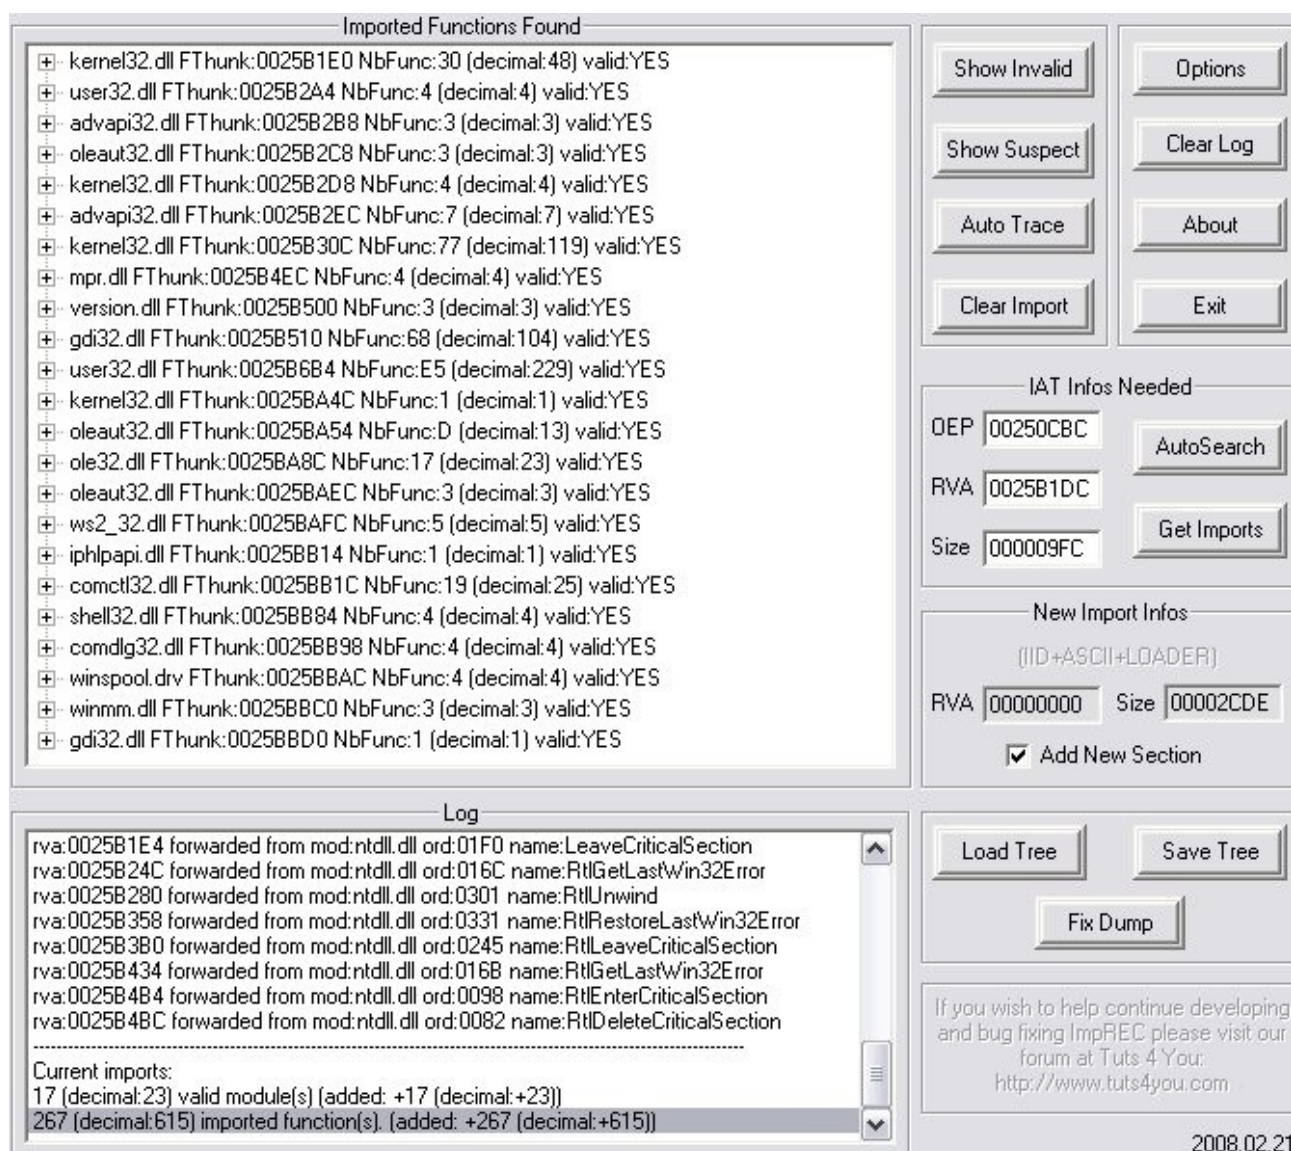 Imported Functions Found
kernel32.dll FThunk:0025B1E0 NbFunc:30 (decimal:48) valid:YES
user32.dll FThunk:0025B2A4 NbFunc:4 (decimal:4) valid:YES
advapi32.dll FThunk:0025B2B8 NbFunc:3 (decimal:3) valid:YES
oleaut32.dll FThunk:0025B2C8 NbFunc:3 (decimal:3) valid:YES
kernel32.dll FThunk:0025B2D8 NbFunc:4 (decimal:4) valid:YES
advapi32.dll FThunk:0025B2EC NbFunc:7 (decimal:7) valid:YES
kernel32.dll FThunk:0025B30C NbFunc:77 (decimal:119) valid:YES
mpr.dll FThunk:0025B4EC NbFunc:4 (decimal:4) valid:YES
version.dll FThunk:0025B500 NbFunc:3 (decimal:3) valid:YES
gdi32.dll FThunk:0025B510 NbFunc:68 (decimal:104) valid:YES
user32.dll FThunk:0025B6B4 NbFunc:E5 (decimal:229) valid:YES
kernel32.dll FThunk:0025BA4C NbFunc:1 (decimal:1) valid:YES
oleaut32.dll FThunk:0025BA54 NbFunc:D (decimal:13) valid:YES
ole32.dll FThunk:0025BA8C NbFunc:17 (decimal:23) valid:YES
oleaut32.dll FThunk:0025BAEC NbFunc:3 (decimal:3) valid:YES
ws2_32.dll FThunk:0025BAFC NbFunc:5 (decimal:5) valid:YES
iphlpapi.dll FThunk:0025BB14 NbFunc:1 (decimal:1) valid:YES
comctl32.dll FThunk:0025BB1C NbFunc:19 (decimal:25) valid:YES
shell32.dll FThunk:0025BB84 NbFunc:4 (decimal:4) valid:YES
comdlg32.dll FThunk:0025BB98 NbFunc:4 (decimal:4) valid:YES
winspool.drv FThunk:0025BBAC NbFunc:4 (decimal:4) valid:YES
winmm.dll FThunk:0025BBC0 NbFunc:3 (decimal:3) valid:YES
gdi32.dll FThunk:0025BBD0 NbFunc:1 (decimal:1) valid:YES
Show Invalid
Options
Show Suspect
Clear Log
Auto Trace
About
Clear Import
Exit
IAT Infos Needed
OEP 00250CBC
AutoSearch
RVA 0025B1DC
Size 000009FC
Get Imports
New Import Infos
(IID+ASCII+LOADER)
RVA 00000000 Size 00002CDE
Add New Section
Log
rva:0025B1E4 forwarded from mod:ntdll.dll ord:01F0 name:LeaveCriticalSection
rva:0025B24C forwarded from mod:ntdll.dll ord:016C name:RtlGetLastWin32Error
rva:0025B280 forwarded from mod:ntdll.dll ord:0301 name:RtlUnwind
rva:0025B358 forwarded from mod:ntdll.dll ord:0331 name:RtlRestoreLastWin32Error
rva:0025B3B0 forwarded from mod:ntdll.dll ord:0245 name:RtlLeaveCriticalSection
rva:0025B434 forwarded from mod:ntdll.dll ord:016B name:RtlGetLastWin32Error
rva:0025B4B4 forwarded from mod:ntdll.dll ord:0098 name:RtlEnterCriticalSection
rva:0025B4BC forwarded from mod:ntdll.dll ord:0082 name:RtlDeleteCriticalSection
Current imports:
17 (decimal:23) valid module(s) (added: +17 (decimal:+23))
267 (decimal:615) imported function(s). (added: +267 (decimal:+615))
Load Tree
Save Tree
Fix Dump
If you wish to help continue developing
and bug fixing ImpREC please visit our
forum at Tuts 4 You:
http://www.tuts4you.com
2008.02.21